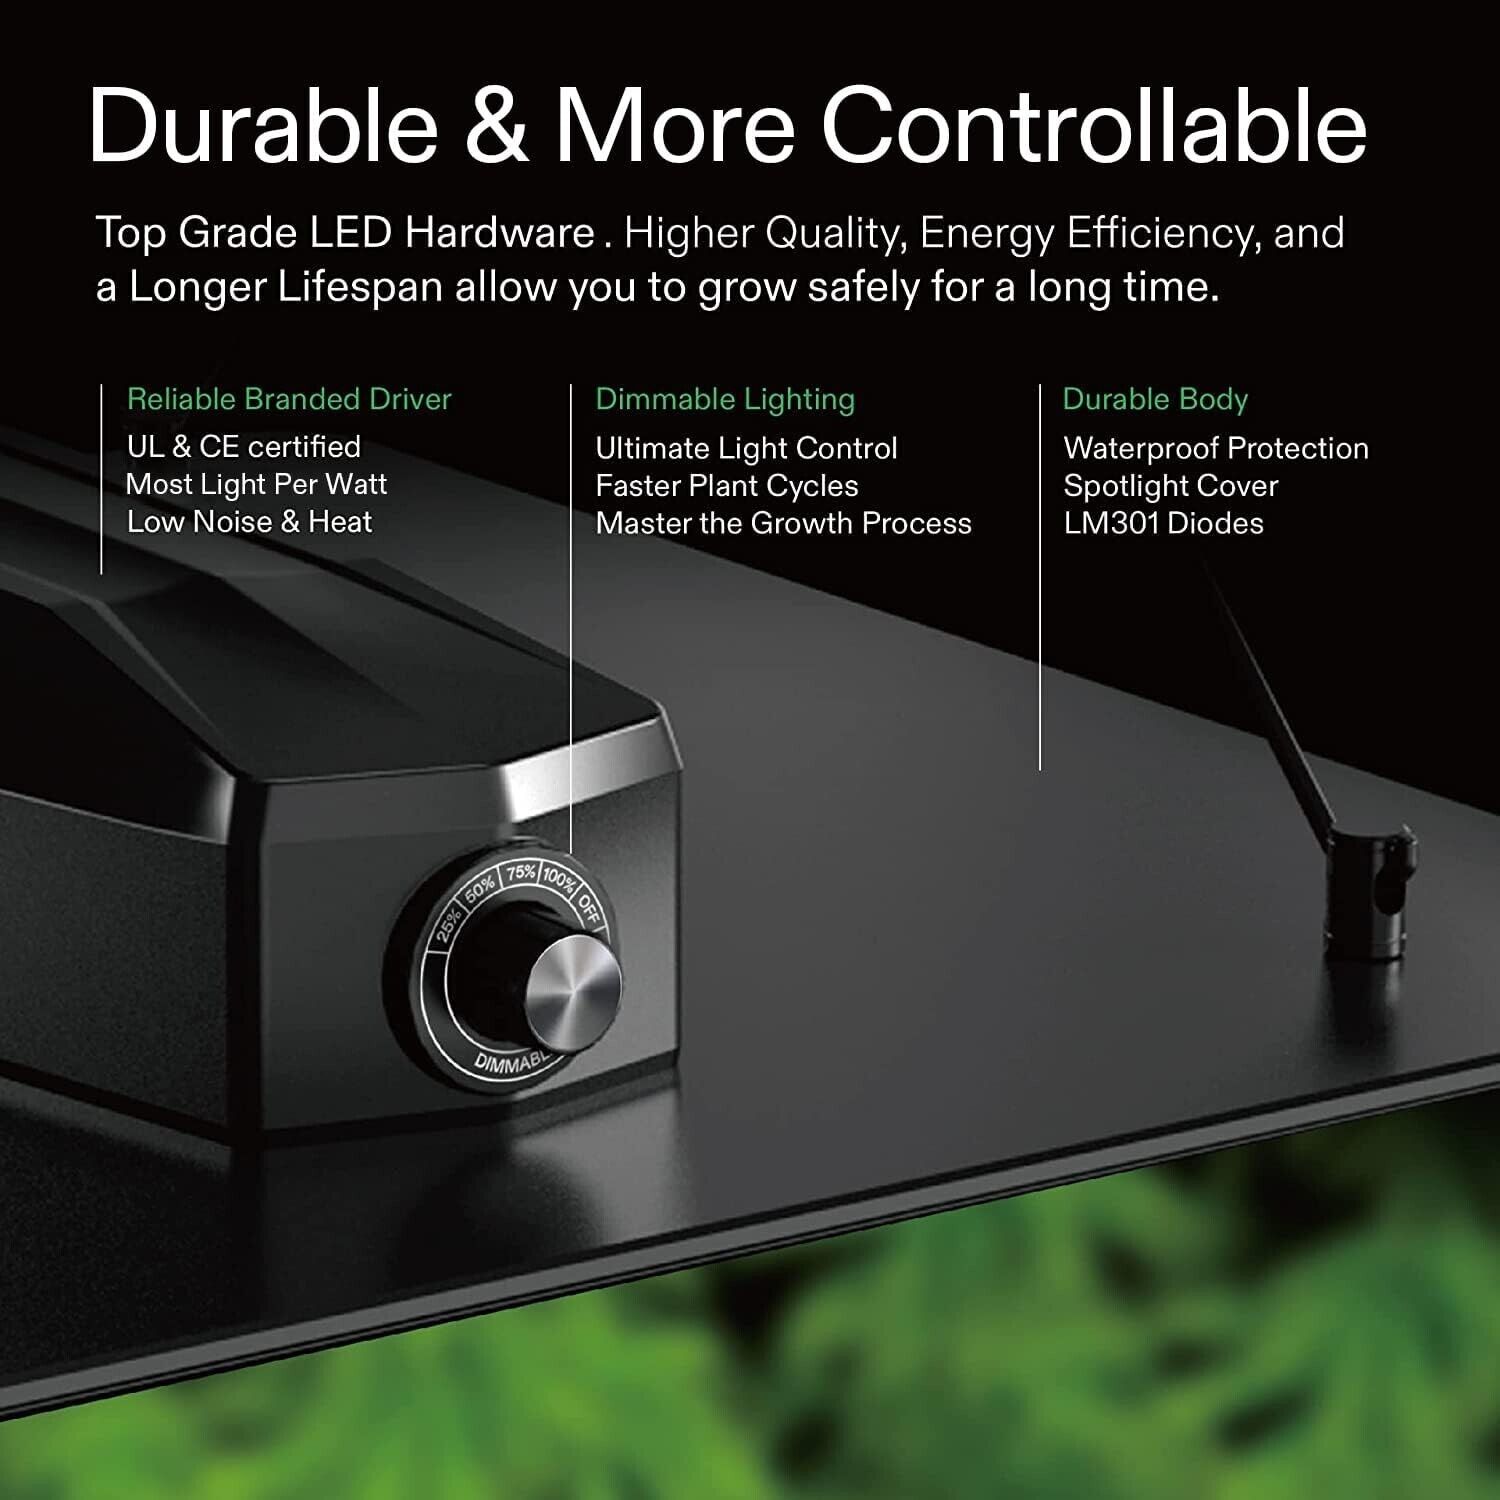 Durable & More Controllable
Top Grade LED Hardware . Higher Quality, Energy Efficiency, and
a Longer Lifespan allow you to grow safely for a long time.
Reliable Branded Driver
UL & CE certified
Most Light Per Watt
Low Noise & Heat
Dimmable Lighting
Ultimate Light Control
Faster Plant Cycles
Master the Growth Process
Durable Body
Waterproof Protection
Spotlight Cover
LM301 Diodes
25% 50% 75% 100% OFF
DIMMABL